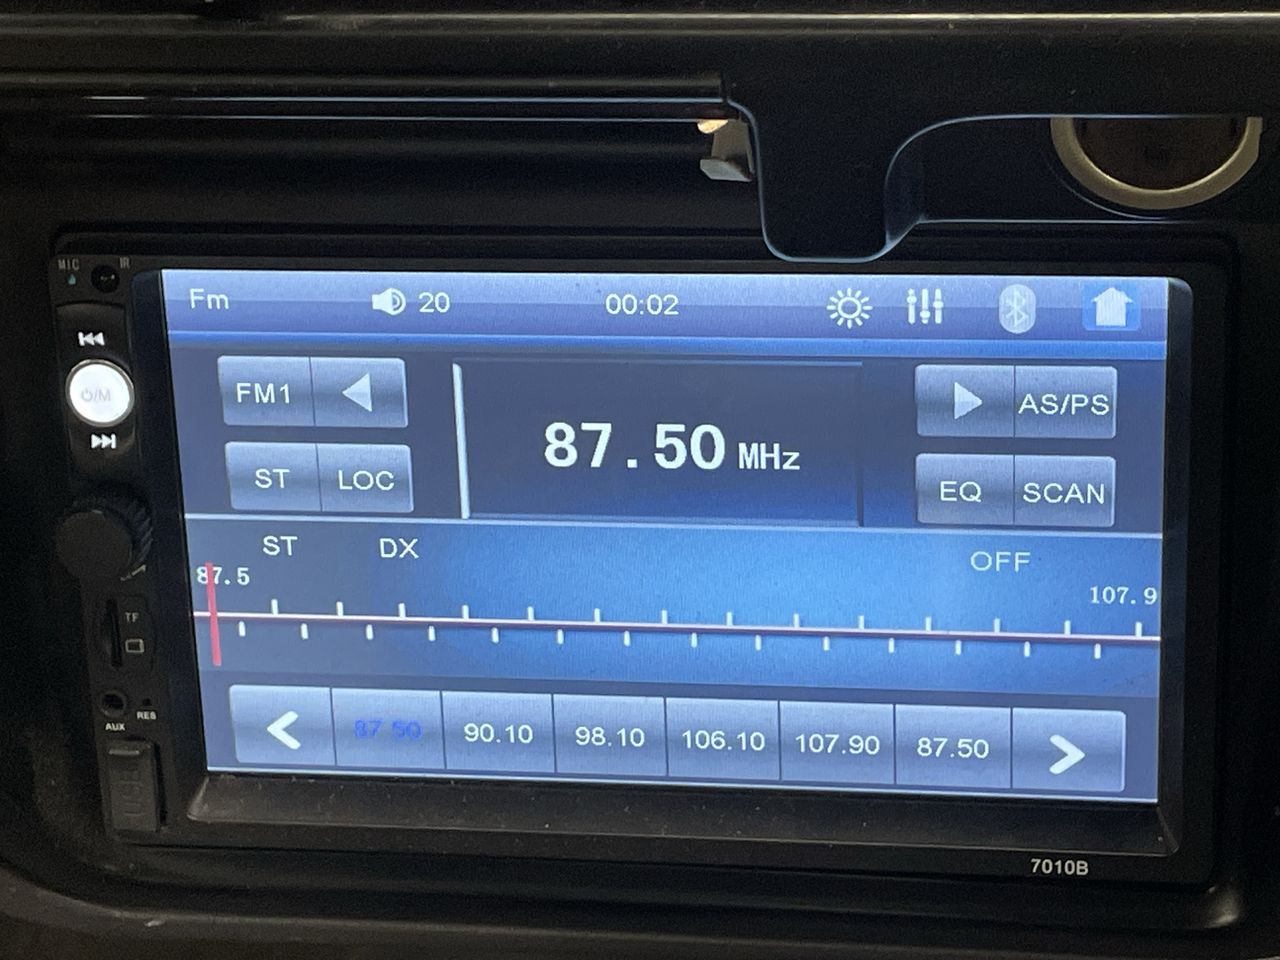 MIC IR
Fm 20 00:02
O/M
FM1 87.50 MHz AS/PS
ST LOC EQ SCAN
ST DX OFF
87.5 107.9
TF
87.50 90.10 98.10 106.10 107.90 87.50
AUX RES
USB
7010B